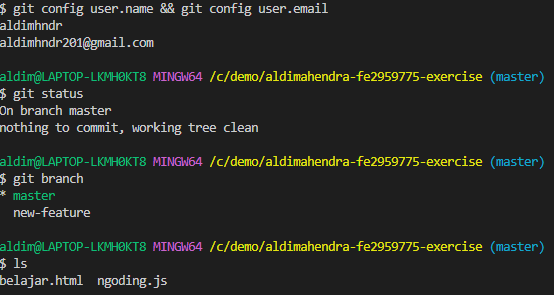 $ git config user.name && git config user.email
aldimhndr
aldimhndr201@gmail.com
aldim@LAPTOP-LKMH0KT8 MINGW64 /c/demo/aldimahendra-fe2959775-exercise (master)
$ git status
On branch master
nothing to commit, working tree clean
aldim@LAPTOP-LKMH0KT8 MINGW64 /c/demo/aldimahendra-fe2959775-exercise (master)
$ git branch
* master
  new-feature
aldim@LAPTOP-LKMH0KT8 MINGW64 /c/demo/aldimahendra-fe2959775-exercise (master)
$ ls
belajar.html  ngoding.js